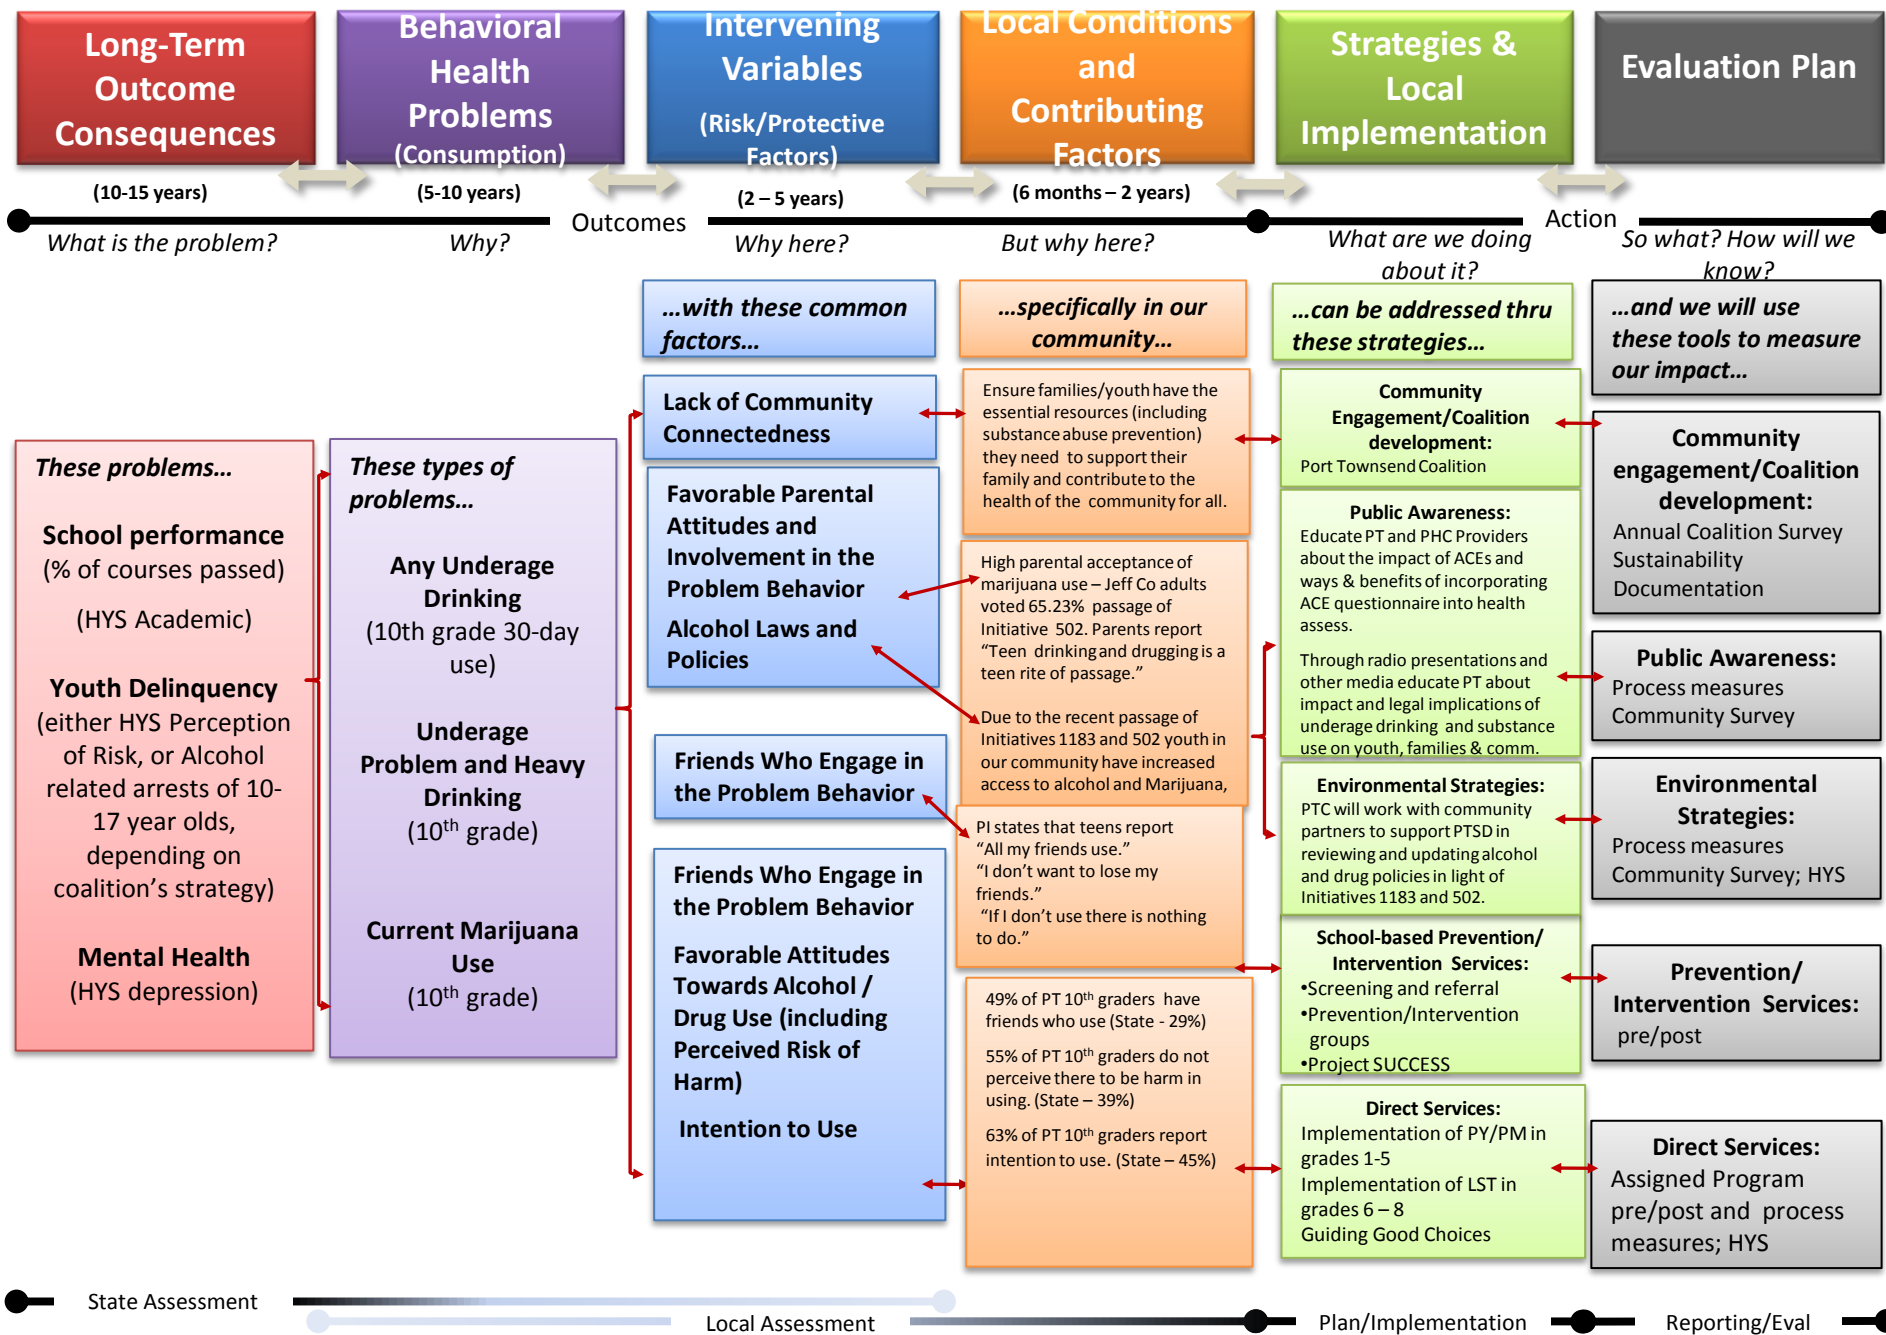 Long-Term
Outcome
Consequences
Behavioral
Health
Problems
(Consumption)
Intervening
Variables
(Risk/Protective
Factors)
Local Conditions
and
Contributing
Factors
Strategies &
Local
Implementation
Evaluation Plan
(10-15 years)
(5-10 years)
(2 – 5 years)
(6 months – 2 years)
Outcomes
Action
What is the problem?
Why?
Why here?
But why here?
What are we doing
about it?
So what? How will we
know?
These problems...
School performance
(% of courses passed)
(HYS Academic)
Youth Delinquency
(either HYS Perception
of Risk, or Alcohol
related arrests of 10-
17 year olds,
depending on
coalition’s strategy)
Mental Health
(HYS depression)
These types of
problems...
Any Underage
Drinking
(10th grade 30-day
use)
Underage
Problem and Heavy
Drinking
(10th grade)
Current Marijuana
Use
(10th grade)
...with these common
factors...
Lack of Community
Connectedness
Favorable Parental
Attitudes and
Involvement in the
Problem Behavior
Alcohol Laws and
Policies
Friends Who Engage in
the Problem Behavior
Friends Who Engage in
the Problem Behavior
Favorable Attitudes
Towards Alcohol /
Drug Use (including
Perceived Risk of
Harm)
Intention to Use
...specifically in our
community...
Ensure families/youth have the
essential resources (including
substance abuse prevention)
they need to support their
family and contribute to the
health of the community for all.
High parental acceptance of
marijuana use – Jeff Co adults
voted 65.23% passage of
Initiative 502. Parents report
“Teen drinking and drugging is a
teen rite of passage.”
Due to the recent passage of
Initiatives 1183 and 502 youth in
our community have increased
access to alcohol and Marijuana,
PI states that teens report
“All my friends use.”
“I don’t want to lose my
friends.”
“If I don’t use there is nothing
to do.”
49% of PT 10th graders have
friends who use (State - 29%)
55% of PT 10th graders do not
perceive there to be harm in
using. (State – 39%)
63% of PT 10th graders report
intention to use. (State – 45%)
...can be addressed thru
these strategies...
Community
Engagement/Coalition
development:
Port Townsend Coalition
Public Awareness:
Educate PT and PHC Providers
about the impact of ACEs and
ways & benefits of incorporating
ACE questionnaire into health
assess.
Through radio presentations and
other media educate PT about
impact and legal implications of
underage drinking and substance
use on youth, families & comm.
Environmental Strategies:
PTC will work with community
partners to support PTSD in
reviewing and updating alcohol
and drug policies in light of
Initiatives 1183 and 502.
School-based Prevention/
Intervention Services:
•Screening and referral
•Prevention/Intervention
groups
•Project SUCCESS
Direct Services:
Implementation of PY/PM in
grades 1-5
Implementation of LST in
grades 6 – 8
Guiding Good Choices
...and we will use
these tools to measure
our impact...
Community
engagement/Coalition
development:
Annual Coalition Survey
Sustainability
Documentation
Public Awareness:
Process measures
Community Survey
Environmental
Strategies:
Process measures
Community Survey; HYS
Prevention/
Intervention Services:
pre/post
Direct Services:
Assigned Program
pre/post and process
measures; HYS
State Assessment
Local Assessment
Plan/Implementation
Reporting/Eval